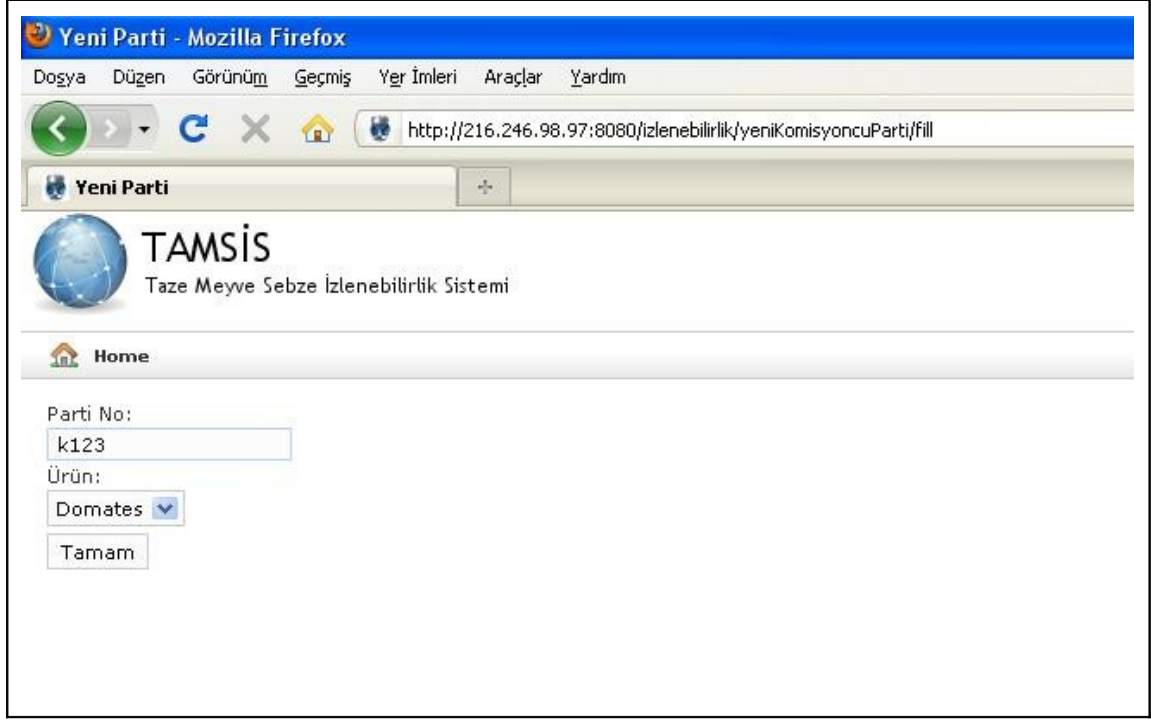 Yeni Parti - Mozilla Firefox
Dosya Düzen Görünüm Geçmiş Yer İmleri Araçlar Yardım
http://216.246.98.97:8080/izlenebilirlik/yeniKomisyoncuParti/fill
Yeni Parti
TAMSİS
Taze Meyve Sebze İzlenebilirlik Sistemi
Home
Parti No:
k123
Ürün:
Domates
Tamam